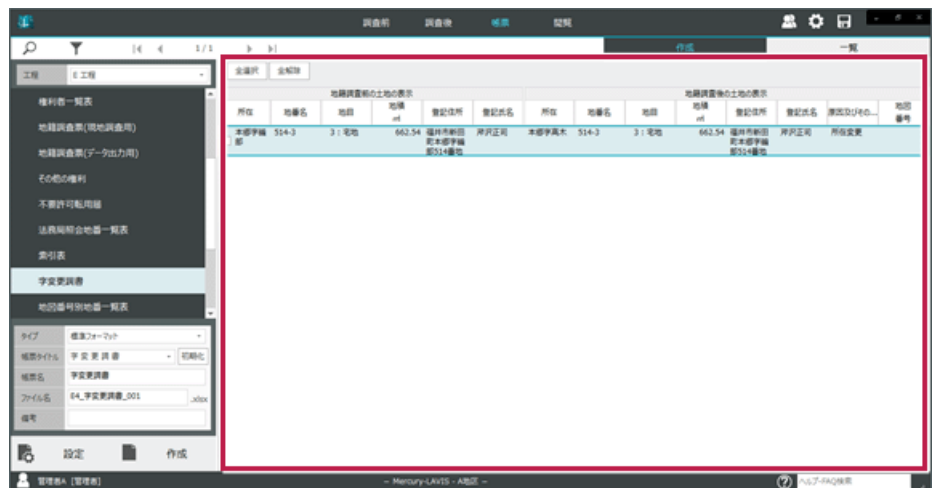 調査前 調査後 帳票 閲覧
1/1
作成 一覧
工程 E工程
全選択 全解除
権利者一覧表
地籍調査票(現地調査用)
地籍調査票(データ出力用)
その他の権利
不要許可転用届
法務局照会地番一覧表
索引表
字変更調書
地図番号別地番一覧表
地籍調査前の土地の表示 地籍調査後の土地の表示
所在 地番名 地目 地積 ㎡ 登記住所 登記氏名 所在 地番名 地目 地積 ㎡ 登記住所 登記氏名 原因及びその... 地図番号
本郷字編部 514-3 3:宅地 662.54 福井市新田町本郷字編部514番地 岸沢正司 本郷字高木 514-3 3:宅地 662.54 福井市新田町本郷字編部514番地 岸沢正司 所在変更
タイプ 標準フォーマット
帳票タイトル 字変更調書 初期化
帳票名 字変更調書
ファイル名 04_字変更調書_001 .xlsx
備考
設定 作成
管理者A [管理者]
– Mercury-LAVIS - A地区 –
ヘルプ・FAQ検索